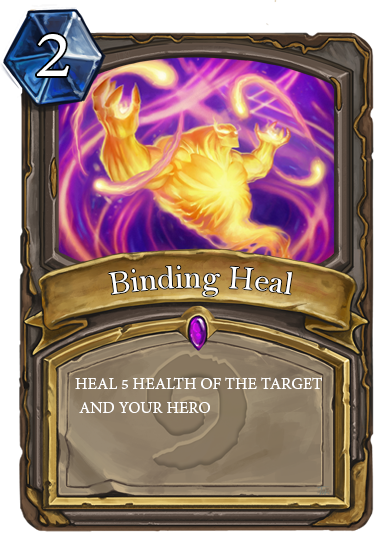 2
Binding Heal
HEAL 5 HEALTH OF THE TARGET
AND YOUR HERO